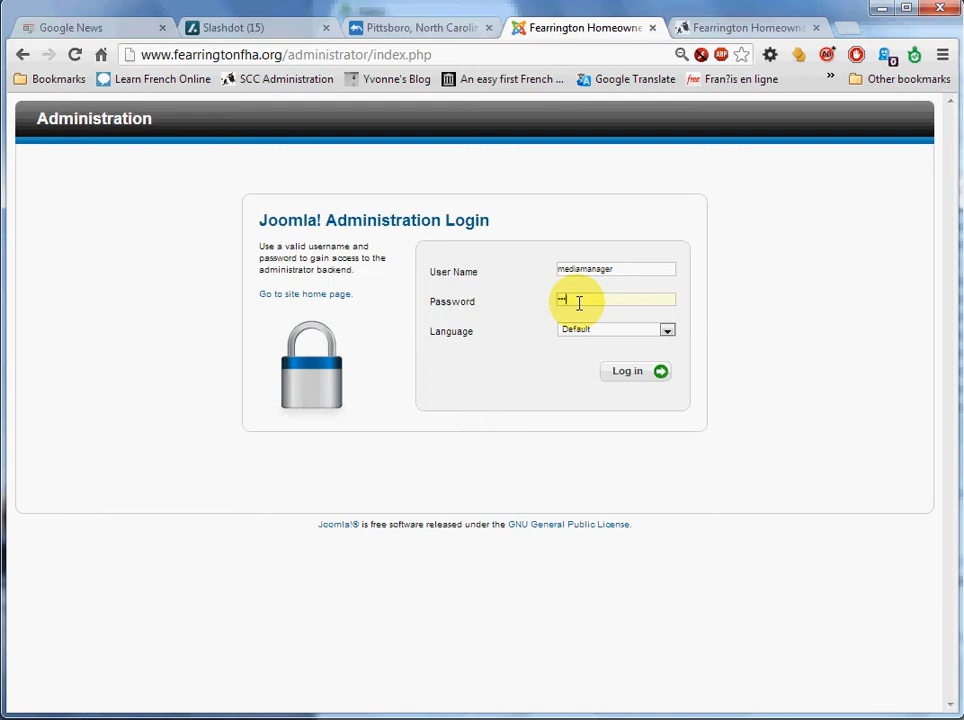 Google News
Slashdot (15)
Pittsboro, North Carolin
Fearrington Homeowne
Fearrington Homeowne
www.fearringtonfha.org/administrator/index.php
Bookmarks
Learn French Online
SCC Administration
Yvonne's Blog
An easy first French ...
Google Translate
Fran?is en ligne
»
Other bookmarks
Administration
Joomla! Administration Login
Use a valid username and
password to gain access to the
administrator backend.
Go to site home page.
User Name
mediamanager
Password
Language
Default
Log in
Joomla!® is free software released under the GNU General Public License.